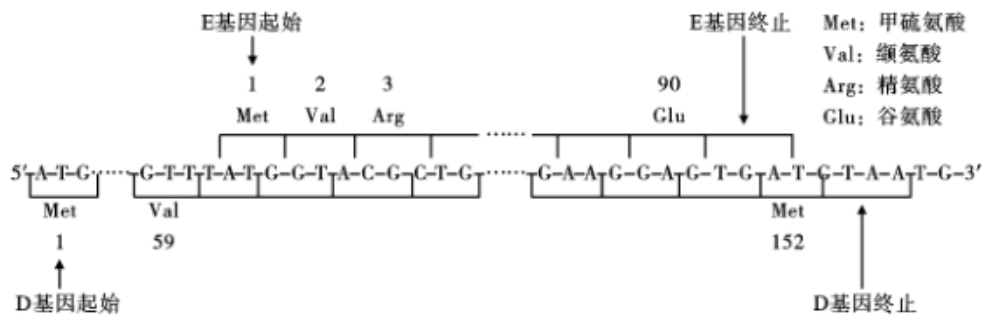 E基因起始
E基因终止
Met：甲硫氨酸
Val：缬氨酸
Arg：精氨酸
Glu：谷氨酸
1 2 3 90
Met Val Arg Glu
5′A-T-G……G-T-T-T-A-T-G-G-T-A-C-G-C-T-G……G-A-A-G-G-A-G-T-G-A-T-G-T-A-A-T-G-3′
Met Val Met
1 59 152
D基因起始
D基因终止